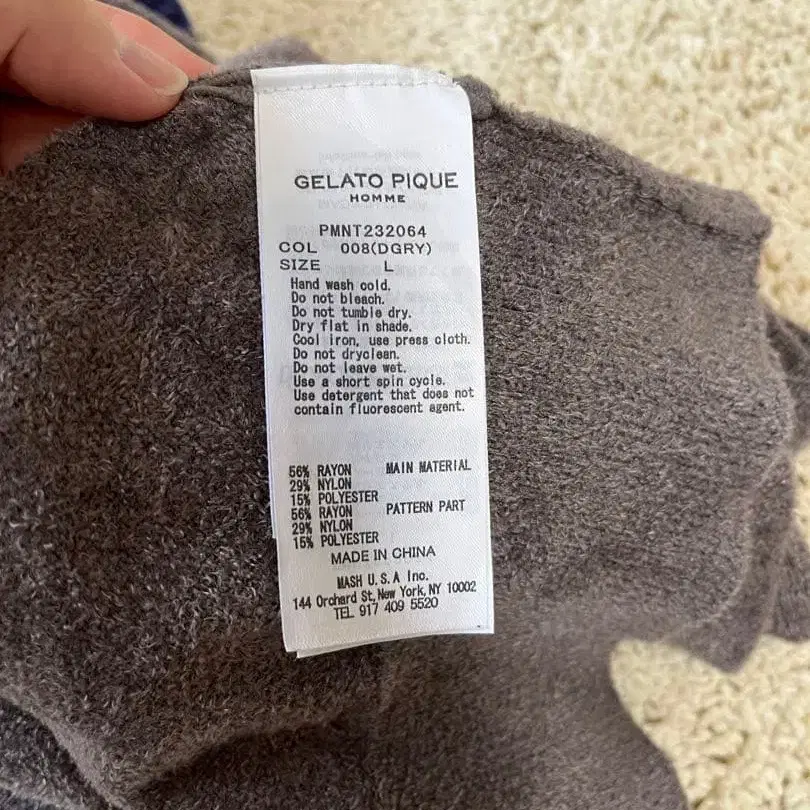 GELATO PIQUE
HOMME
PMNT232064
COL 008(DGRY)
SIZE L
Hand wash cold.
Do not bleach.
Do not tumble dry.
Dry flat in shade.
Cool iron, use press cloth.
Do not dryclean.
Do not leave wet.
Use a short spin cycle.
Use detergent that does not
contain fluorescent agent.
56% RAYON MAIN MATERIAL
29% NYLON
15% POLYESTER
56% RAYON PATTERN PART
29% NYLON
15% POLYESTER
MADE IN CHINA
MASH U.S.A Inc.
144 Orchard St,New York,NY 10002
TEL 917 409 5520